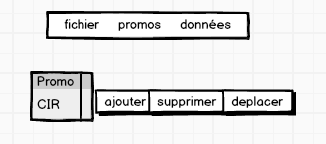 fichier promos données
Promo
CIR
ajouter supprimer deplacer